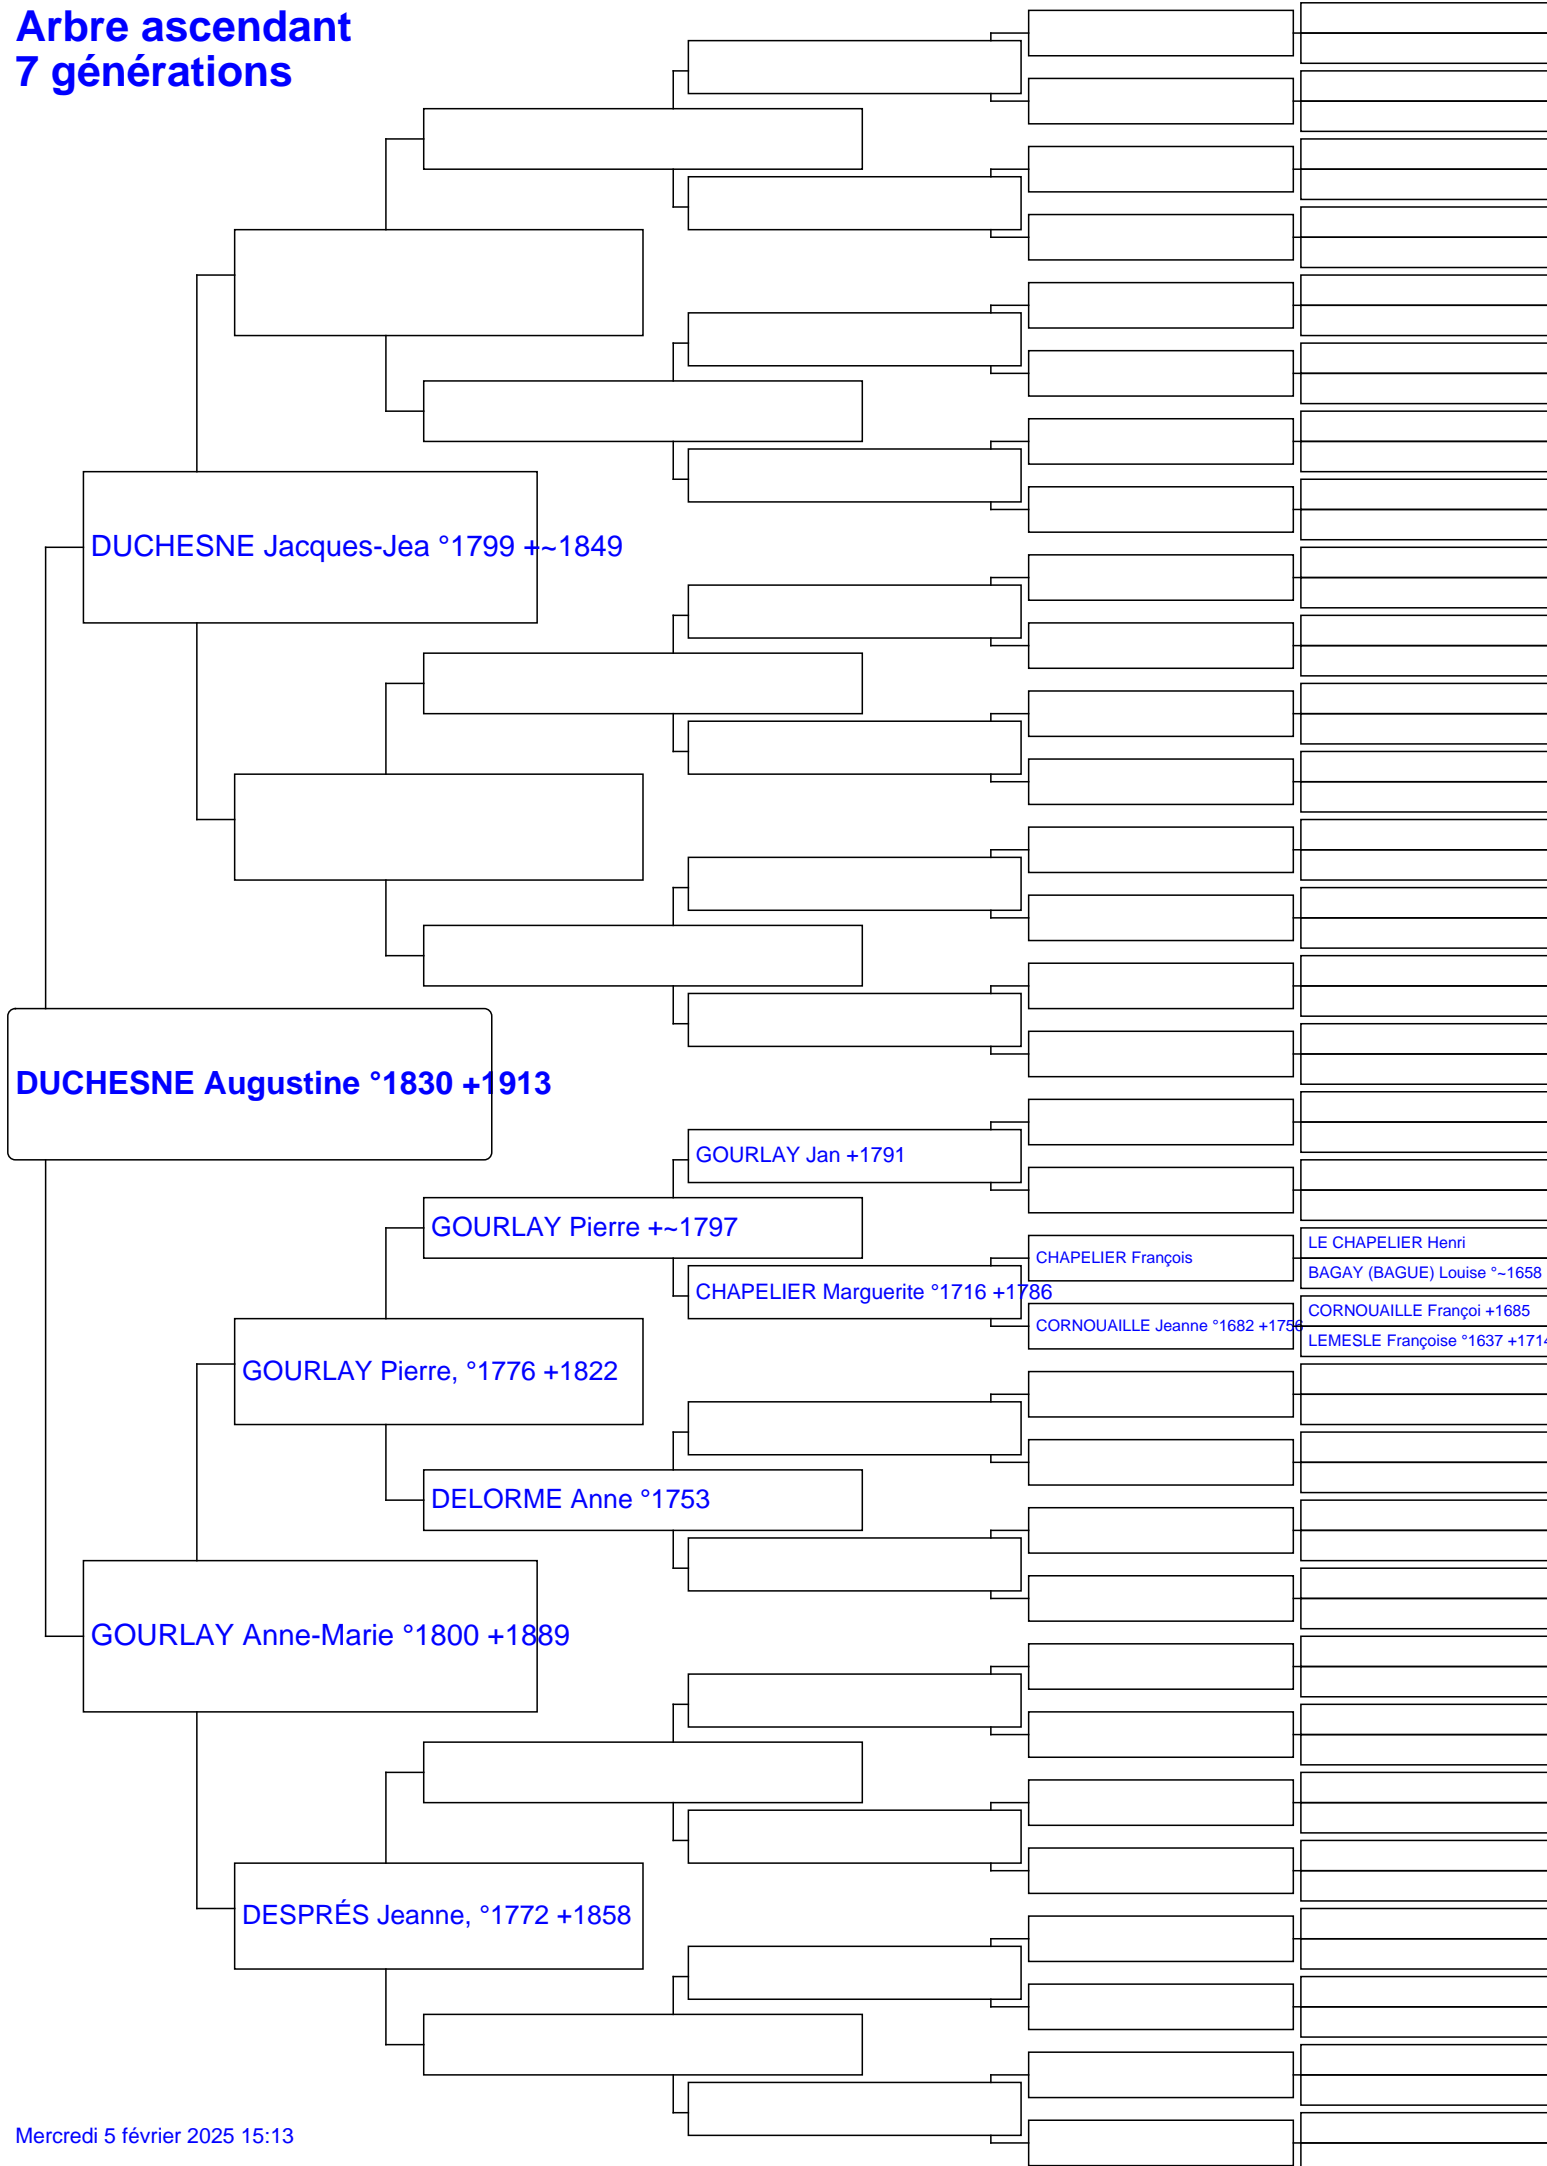 Arbre ascendant
7 générations
DUCHESNE Jacques-Jea °1799 +~1849
DUCHESNE Augustine °1830 +1913
GOURLAY Jan +1791
GOURLAY Pierre +~1797
CHAPELIER François
LE CHAPELIER Henri
BAGAY (BAGUE) Louise °~1658
CHAPELIER Marguerite °1716 +1786
CORNOUAILLE Jeanne °1682 +1756
CORNOUAILLE Françoi +1685
LEMESLE Françoise °1637 +1714
GOURLAY Pierre, °1776 +1822
DELORME Anne °1753
GOURLAY Anne-Marie °1800 +1889
DESPRÉS Jeanne, °1772 +1858
Mercredi 5 février 2025 15:13